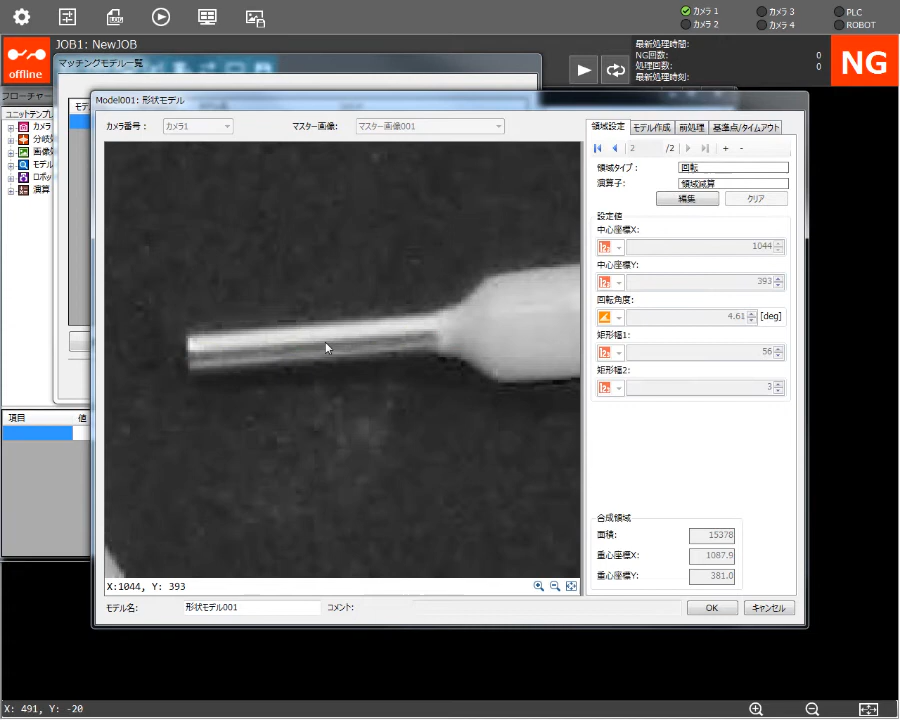 カメラ 1
カメラ 3
PLC
カメラ 2
カメラ 4
ROBOT
offline
JOB1: NewJOB
最新処理時間:
NG回数: 0
処理回数: 0
最新処理時刻:
NG
マッチングモデル一覧
フローチャー
ユニットテンプレ
カメラ
分岐処
画像処
モデル
ロボッ
演算
モデ
項目
値
Model001: 形状モデル
カメラ番号 :
カメラ1
マスター画像:
マスター画像001
領域設定
モデル作成
前処理
基準点/タイムアウト
2 /2 + -
領域タイプ :
回転
演算子:
領域減算
編集
クリア
設定値
中心座標X:
1044
中心座標Y:
393
回転角度:
4.61 [deg]
矩形幅1:
56
矩形幅2:
3
合成領域
面積: 15378
重心座標X: 1087.9
重心座標Y: 381.0
X:1044, Y: 393
モデル名: 形状モデル001
コメント:
OK
キャンセル
X: 491, Y: -20